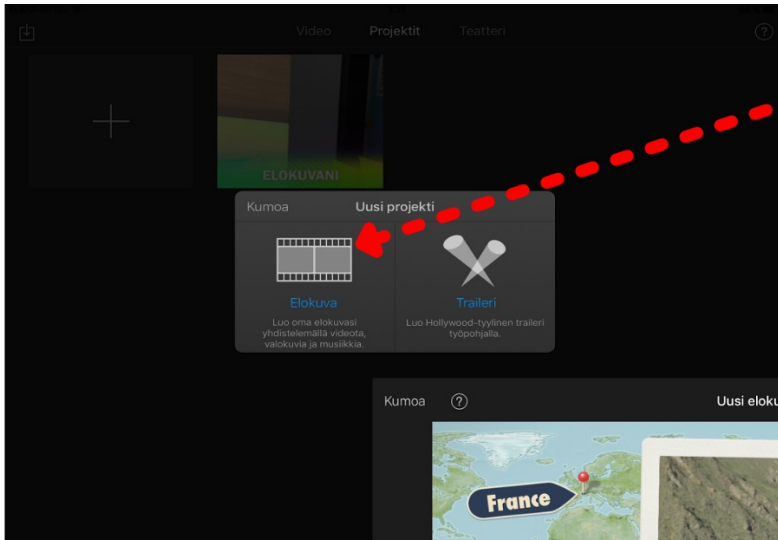 Video Projektit Teatteri ?
ELOKUVANI
Kumoa Uusi projekti
Elokuva
Luo oma elokuvasi
yhdistelemällä videota,
valokuvia ja musiikkia.
Traileri
Luo Hollywood-tyylinen traileri
työpohjalla.
Kumoa ? Uusi eloku
France